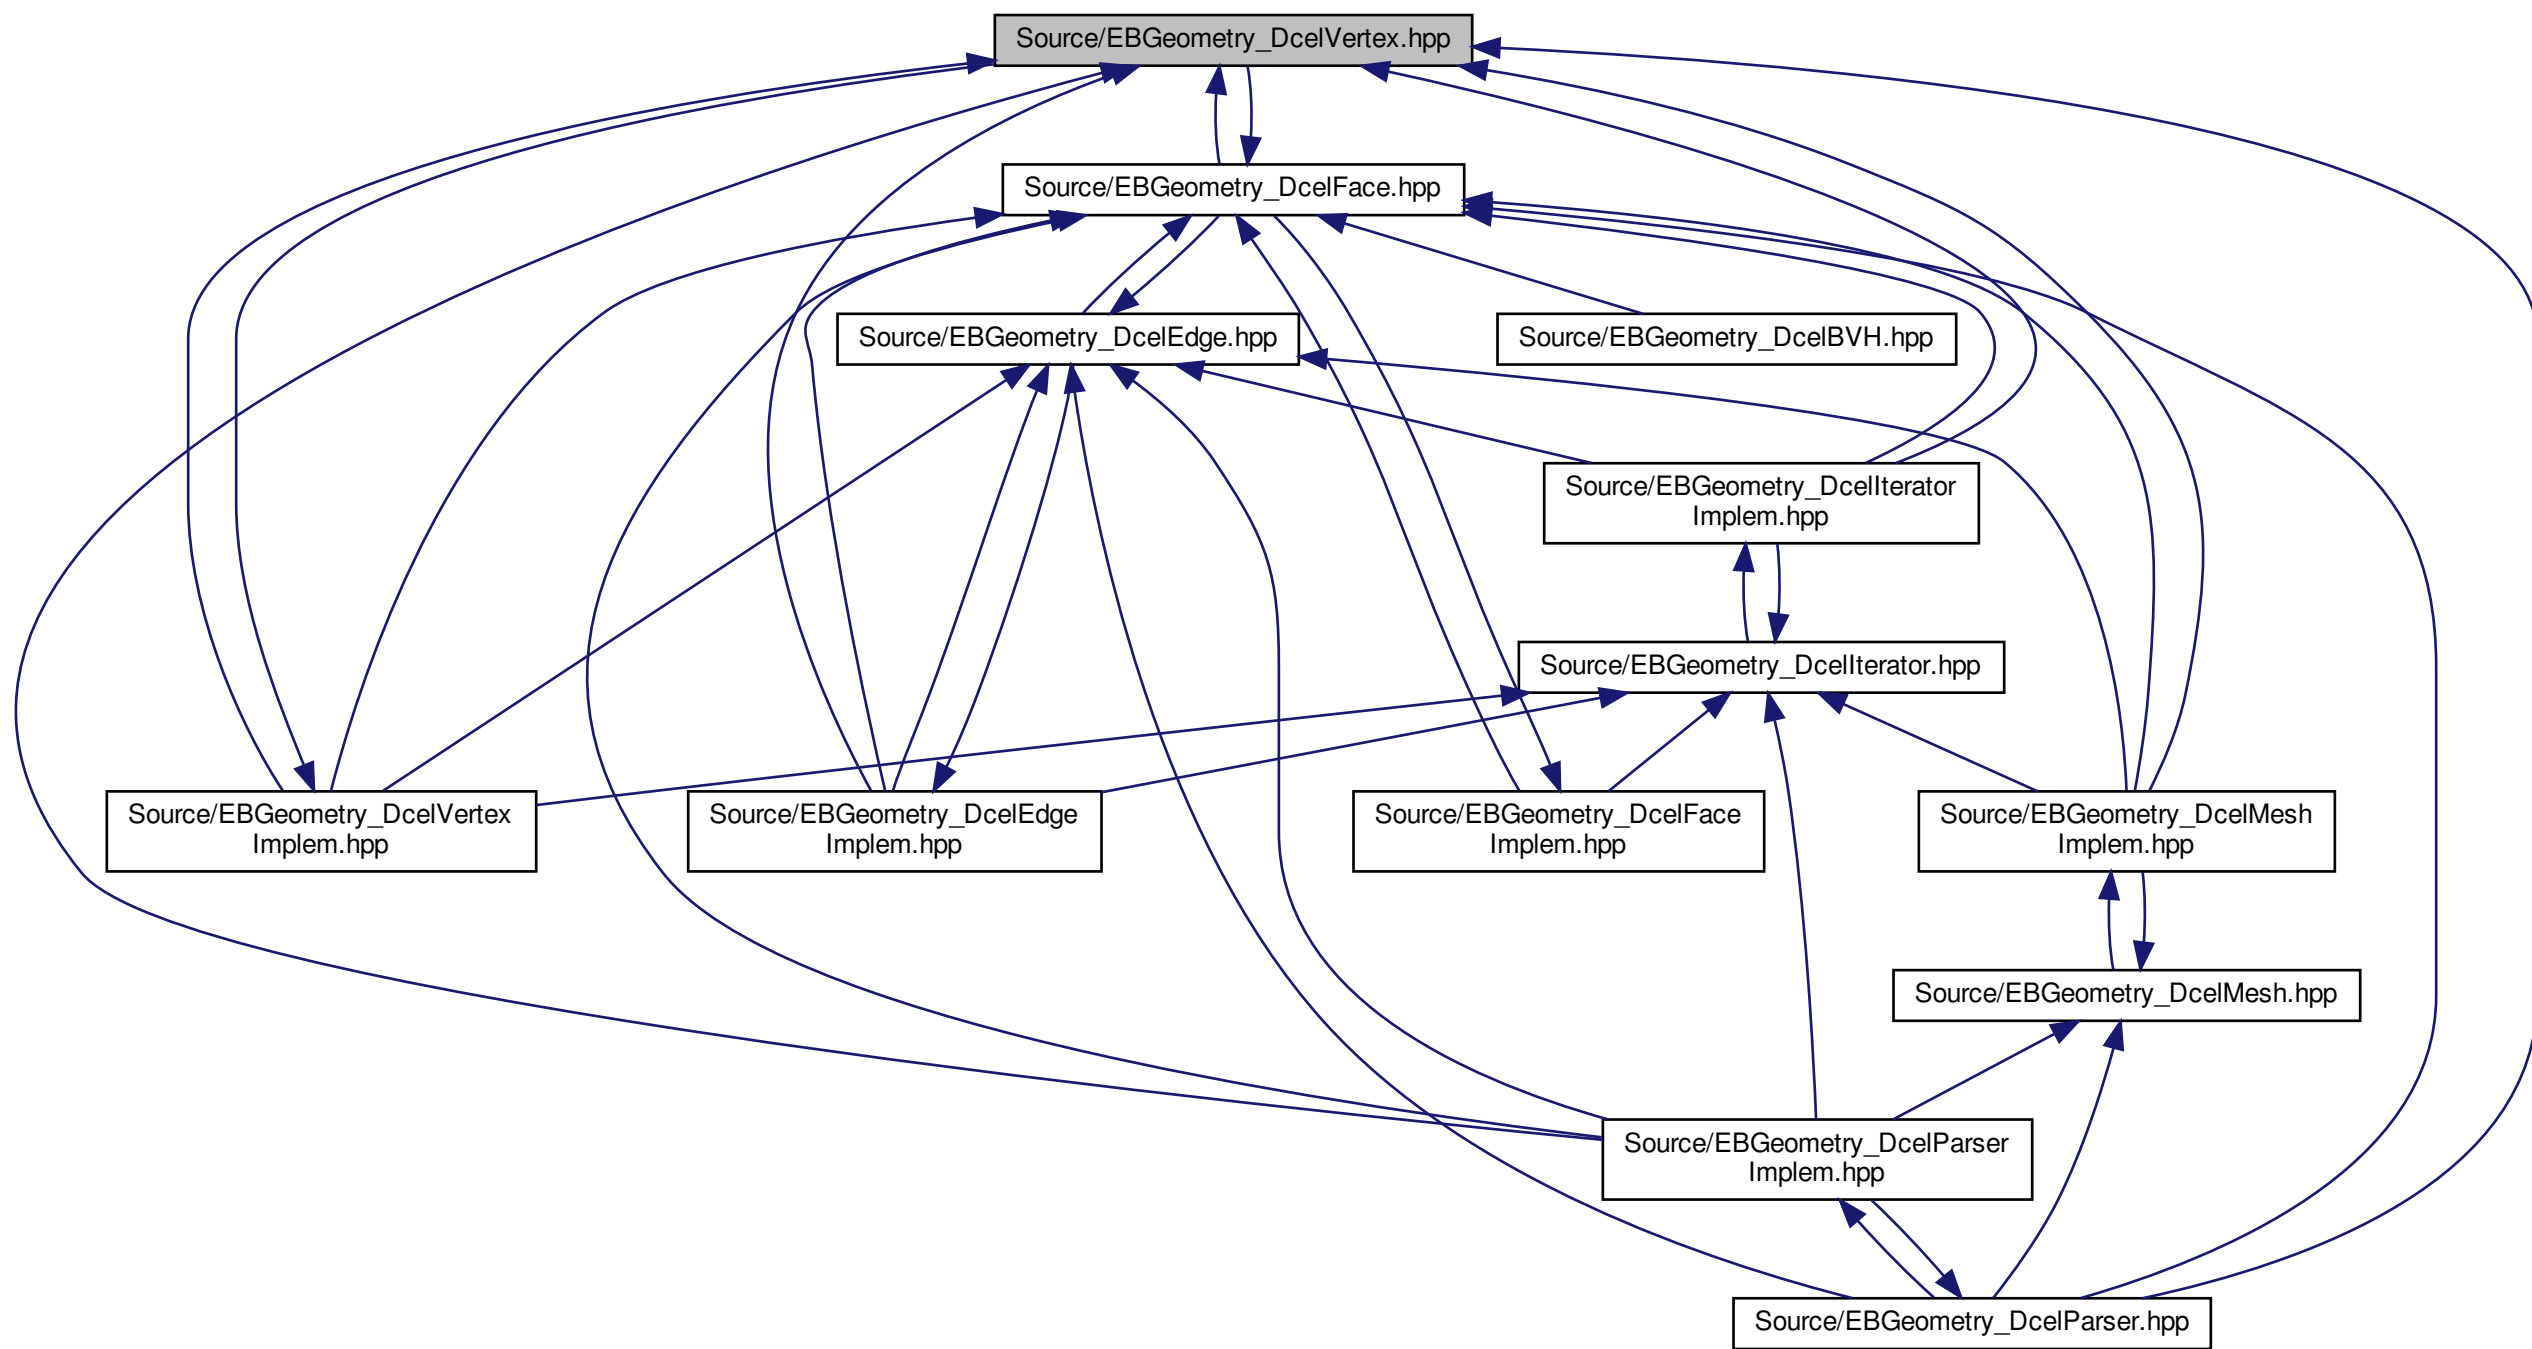 Source/EBGeometry_DcelVertex.hpp
Source/EBGeometry_DcelFace.hpp
Source/EBGeometry_DcelEdge.hpp
Source/EBGeometry_DcelBVH.hpp
Source/EBGeometry_DcelIterator
Implem.hpp
Source/EBGeometry_DcelIterator.hpp
Source/EBGeometry_DcelVertex
Implem.hpp
Source/EBGeometry_DcelEdge
Implem.hpp
Source/EBGeometry_DcelFace
Implem.hpp
Source/EBGeometry_DcelMesh
Implem.hpp
Source/EBGeometry_DcelMesh.hpp
Source/EBGeometry_DcelParser
Implem.hpp
Source/EBGeometry_DcelParser.hpp